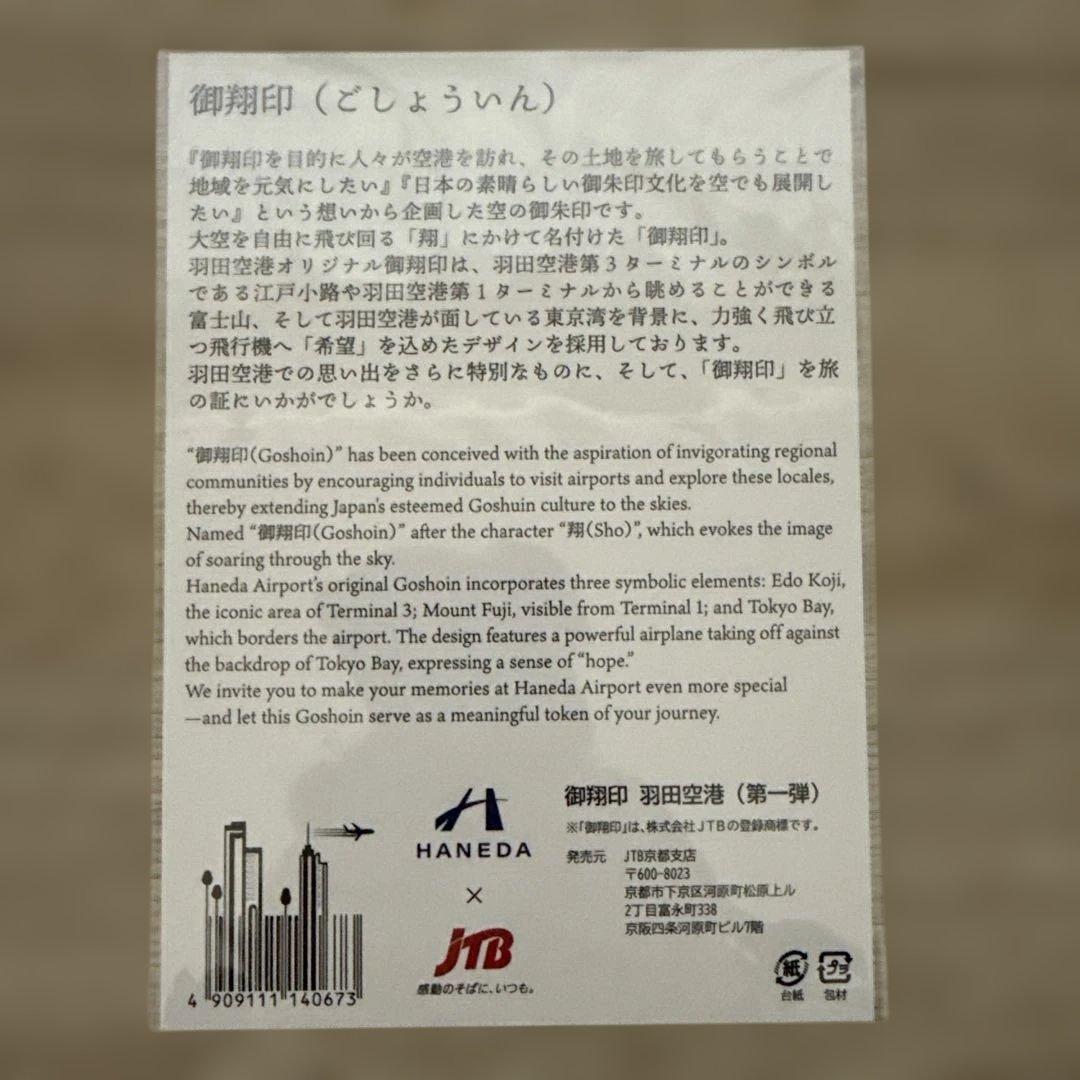 御翔印（ごしょういん）
『御翔印を目的に人々が空港を訪れ、その土地を旅してもらうことで
地域を元気にしたい』『日本の素晴らしい御朱印文化を空でも展開し
たい』という想いから企画した空の御朱印です。
大空を自由に飛び回る「翔」にかけて名付けた「御翔印」。
羽田空港オリジナル御翔印は、羽田空港第３ターミナルのシンボル
である江戸小路や羽田空港第１ターミナルから眺めることができる
富士山、そして羽田空港が面している東京湾を背景に、力強く飛び立
つ飛行機へ「希望」を込めたデザインを採用しております。
羽田空港での思い出をさらに特別なものに、そして、「御翔印」を旅
の証にいかがでしょうか。
“御翔印(Goshoin)” has been conceived with the aspiration of invigorating regional
communities by encouraging individuals to visit airports and explore these locales,
thereby extending Japan’s esteemed Goshuin culture to the skies.
Named “御翔印(Goshoin)” after the character “翔(Sho)”, which evokes the image
of soaring through the sky.
Haneda Airport’s original Goshoin incorporates three symbolic elements: Edo Koji,
the iconic area of Terminal 3; Mount Fuji, visible from Terminal 1; and Tokyo Bay,
which borders the airport. The design features a powerful airplane taking off against
the backdrop of Tokyo Bay, expressing a sense of “hope.”
We invite you to make your memories at Haneda Airport even more special
—and let this Goshoin serve as a meaningful token of your journey.
HANEDA
×
JTB
感動のそばに、いつも。
御翔印 羽田空港（第一弾）
※「御翔印」は、株式会社ＪＴＢの登録商標です。
発売元 JTB京都支店
〒600-8023
京都市下京区河原町松原上ル
2丁目富永町338
京阪四条河原町ビル7階
4 909111 140673
紙 プラ
台紙 包材